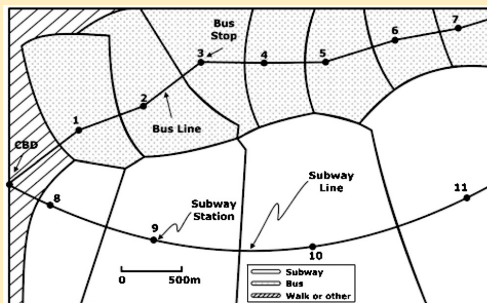 Bus
Stop
7
6
3
4
5
2
1
Bus Line
CBD
Subway
Line
Subway
Station
8
9
10
11
0
500m
Subway
Bus
Walk or other